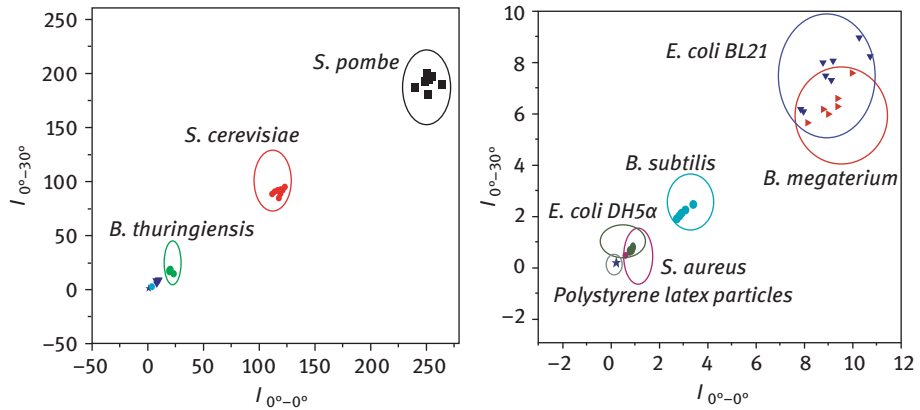 260
200
150
100
50
0
−50
−50
0
50
100
150
200
250
I 0°−30°
I 0°−0°
S. pombe
S. cerevisiae
B. thuringiensis
10
8
6
4
2
0
−2
−2
0
2
4
6
8
10
12
I 0°−30°
I 0°−0°
E. coli BL21
B. subtilis
B. megaterium
E. coli DH5α
S. aureus
Polystyrene latex particles